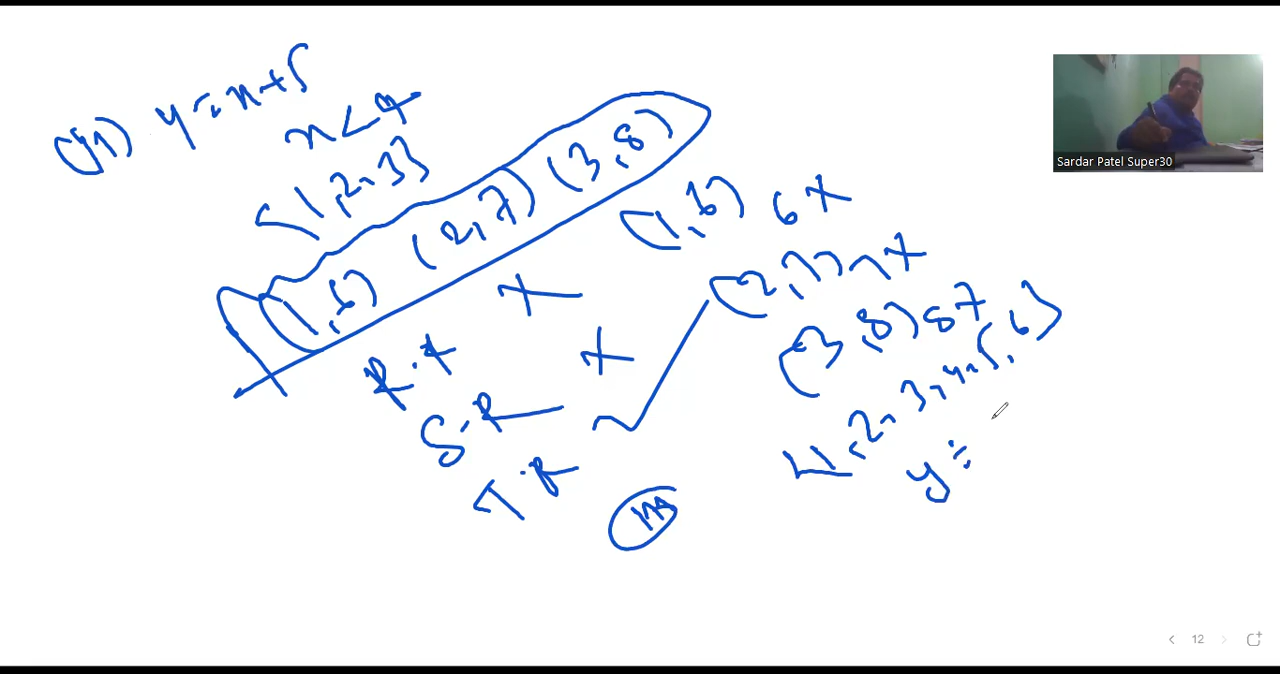 y = x + 5
x < 4
{1, 2, 3}
(1, 6) (2, 7) (3, 8)
R.R ×
S.R ×
T.R
(1, 6) 6 ×
(2, 7) 7 ×
(3, 8) 8 7
{1, 2, 3, 4, 5, 6}
y =
Sardar Patel Super30
12